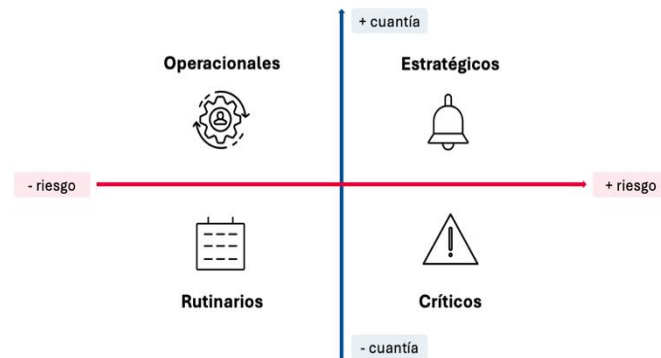 + cuantía
Operacionales
Estratégicos
- riesgo
+ riesgo
Rutinarios
Críticos
- cuantía